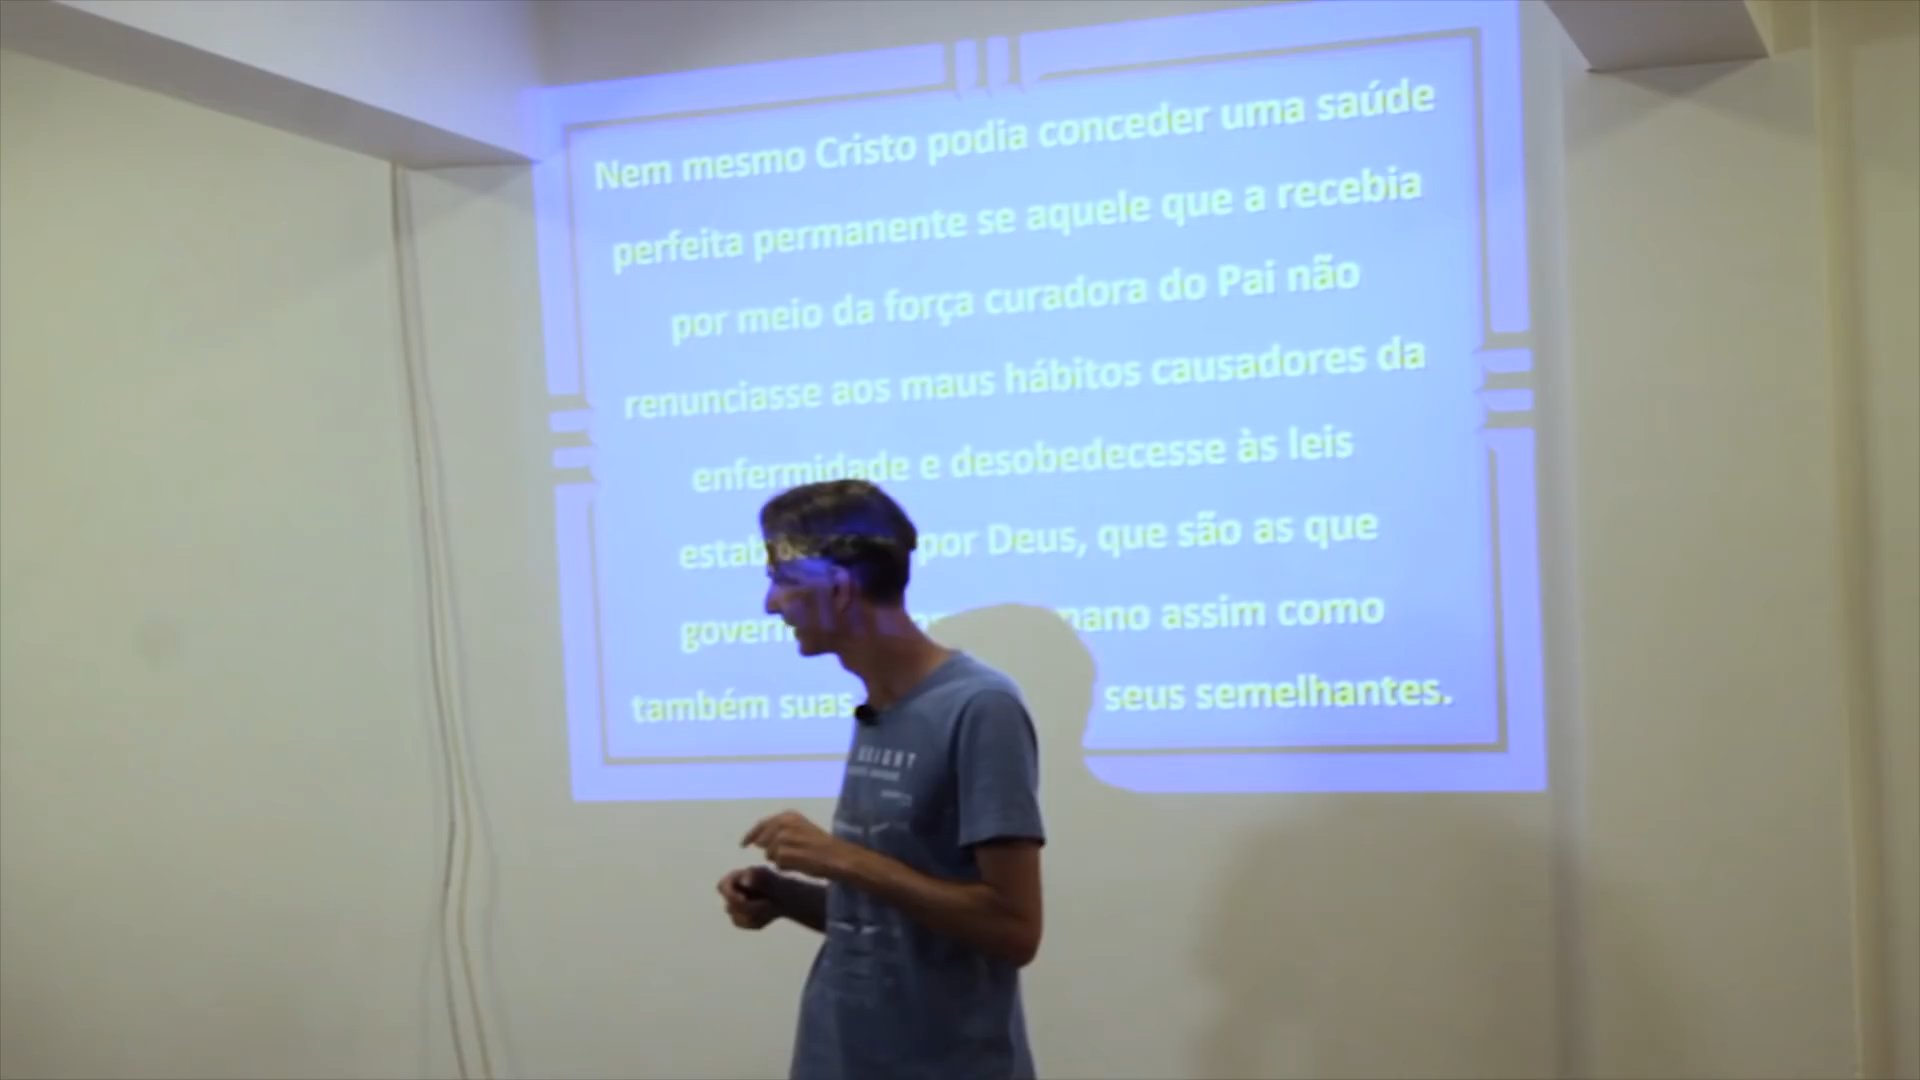 Nem mesmo Cristo podia conceder uma saúde
perfeita permanente se aquele que a recebia
por meio da força curadora do Pai não
renunciasse aos maus hábitos causadores da
enfermidade e desobedecesse às leis
por Deus, que são as que
assim como
também suas seus semelhantes.